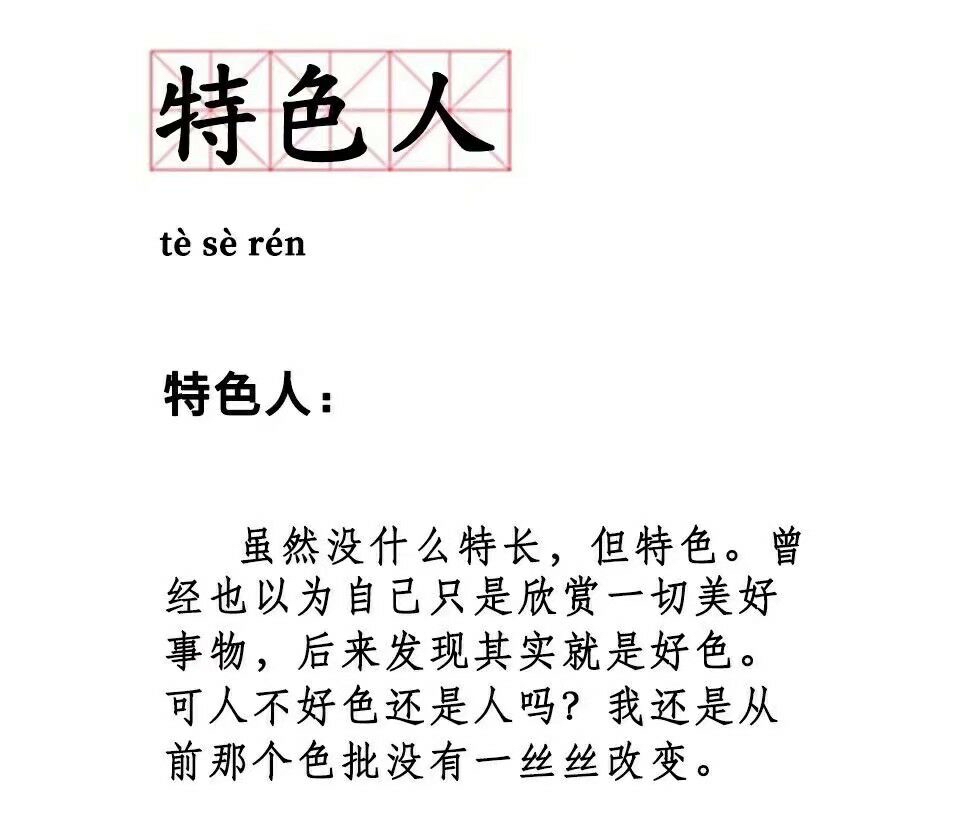 特色人
tè sè rén
特色人：
虽然没什么特长，但特色。曾
经也以为自己只是欣赏一切美好
事物，后来发现其实就是好色。
可人不好色还是人吗？我还是从
前那个色批没有一丝丝改变。